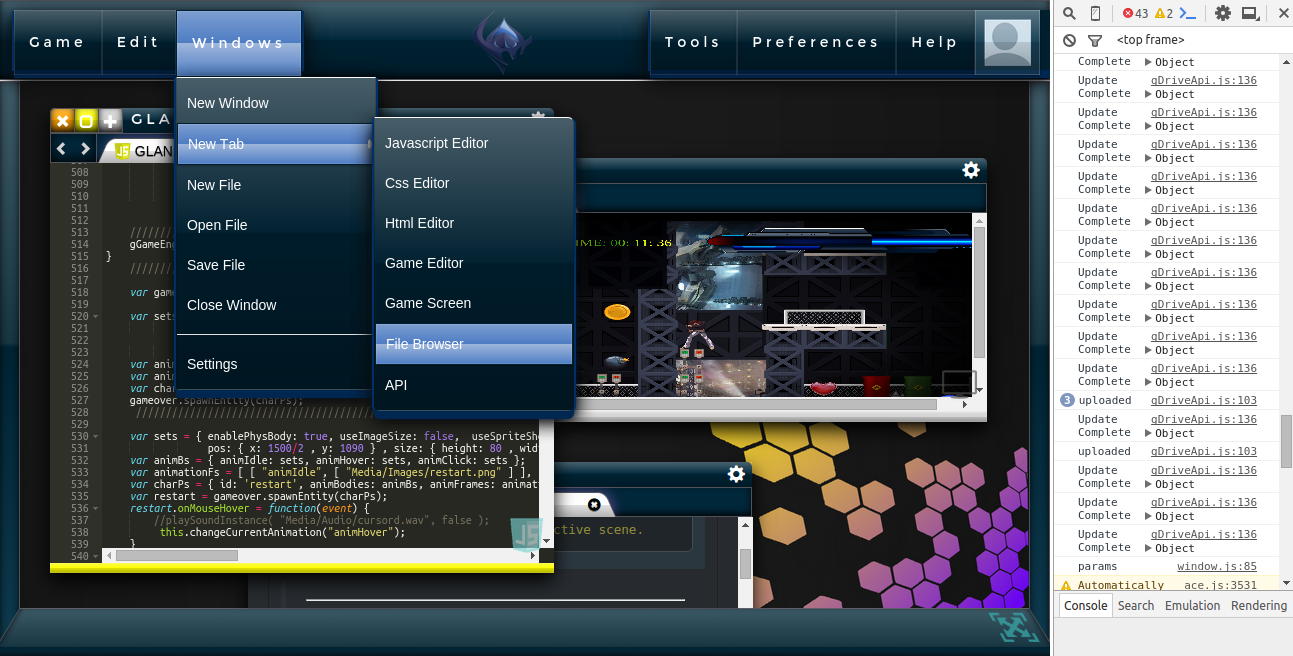 Game Edit Windows Tools Preferences Help
New Window
New Tab
New File
Open File
Save File
Close Window
Settings
Javascript Editor
Css Editor
Html Editor
Game Editor
Game Screen
File Browser
API
GLA
JS GLAN
508
509
510
511
512
513 ////////
514 gGameEng
515 }
516 ////////
517
518 var gam
519
520 var sets
521
522
523
524 var anim
525 var anim
526 var cha
527 gameover.spawnEntity(charPs);
528 ////////////////////////////////////////
529
530 var sets = { enablePhysBody: true, useImageSize: false, useSpriteSh
531 pos: { x: 1500/2 , y: 1090 } , size: { height: 80 , wid
532 var animBs = { animIdle: sets, animHover: sets, animClick: sets };
533 var animationFs = [ [ "animIdle", [ "Media/Images/restart.png" ] ],
534 var charPs = { id: 'restart', animBodies: animBs, animFrames: animat
535 var restart = gameover.spawnEntity(charPs);
536 restart.onMouseHover = function(event) {
537 //playSoundInstance( "Media/Audio/cursord.wav", false );
538 this.changeCurrentAnimation("animHover");
539 }
540
JS
IME: 00: 11:36
ctive scene.
43 2
<top frame>
Complete Object
Update Complete gDriveApi.js:136 Object
Update Complete gDriveApi.js:136 Object
Update Complete gDriveApi.js:136 Object
Update Complete gDriveApi.js:136 Object
Update Complete gDriveApi.js:136 Object
Update Complete gDriveApi.js:136 Object
Update Complete gDriveApi.js:136 Object
Update Complete gDriveApi.js:136 Object
Update Complete gDriveApi.js:136 Object
Update Complete gDriveApi.js:136 Object
3 uploaded gDriveApi.js:103
Update Complete gDriveApi.js:136 Object
uploaded gDriveApi.js:103
Update Complete gDriveApi.js:136 Object
Update Complete gDriveApi.js:136 Object
Update Complete gDriveApi.js:136 Object
params window.js:85
Automatically ace.js:3531
Console Search Emulation Rendering